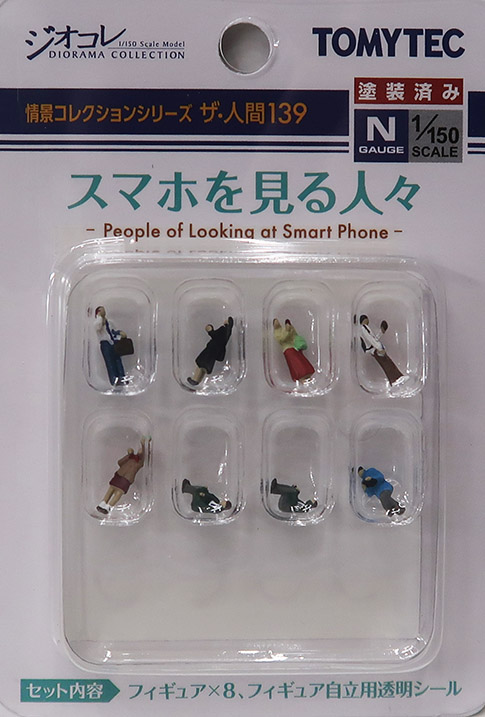 ジオコレ
1/150 Scale Model
DIORAMA COLLECTION
TOMYTEC
情景コレクションシリーズ ザ・人間139
塗装済み
N
GAUGE
1/150
SCALE
スマホを見る人々
- People of Looking at Smart Phone -
セット内容 フィギュア×8、フィギュア自立用透明シール